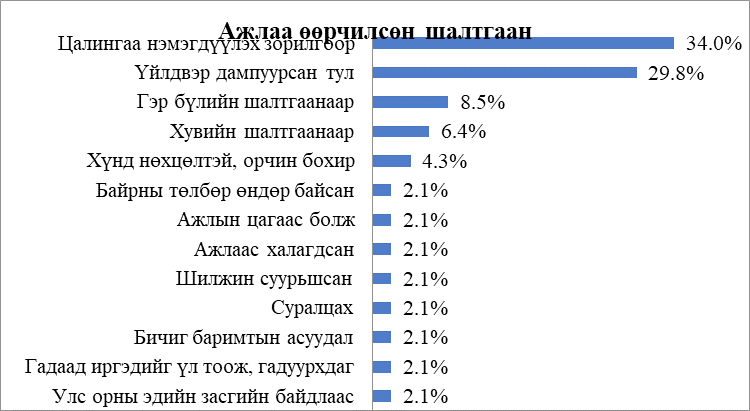 Ажлаа өөрчилсөн шалтгаан
Цалингаа нэмэгдүүлэх зорилгоор 34.0%
Үйлдвэр дампуурсан тул 29.8%
Гэр бүлийн шалтгаанаар 8.5%
Хувийн шалтгаанаар 6.4%
Хүнд нөхцөлтэй, орчин бохир 4.3%
Байрны төлбөр өндөр байсан 2.1%
Ажлын цагаас болж 2.1%
Ажлаас халагдсан 2.1%
Шилжин суурьшсан 2.1%
Суралцах 2.1%
Бичиг баримтын асуудал 2.1%
Гадаад иргэдийг үл тоож, гадуурхдаг 2.1%
Улс орны эдийн засгийн байдлаас 2.1%